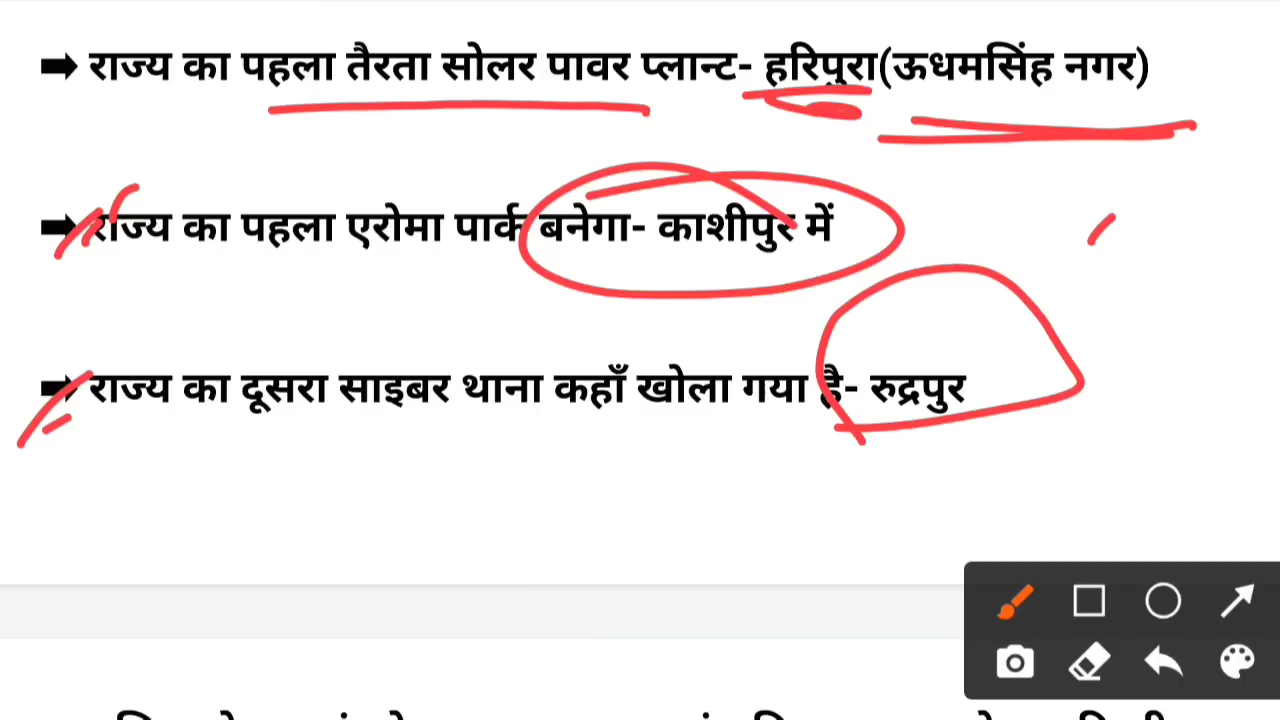 ➡ राज्य का पहला तैरता सोलर पावर प्लान्ट- हरिपुरा(ऊधमसिंह नगर)
➡ राज्य का पहला एरोमा पार्क बनेगा- काशीपुर में
➡ राज्य का दूसरा साइबर थाना कहाँ खोला गया है- रुद्रपुर